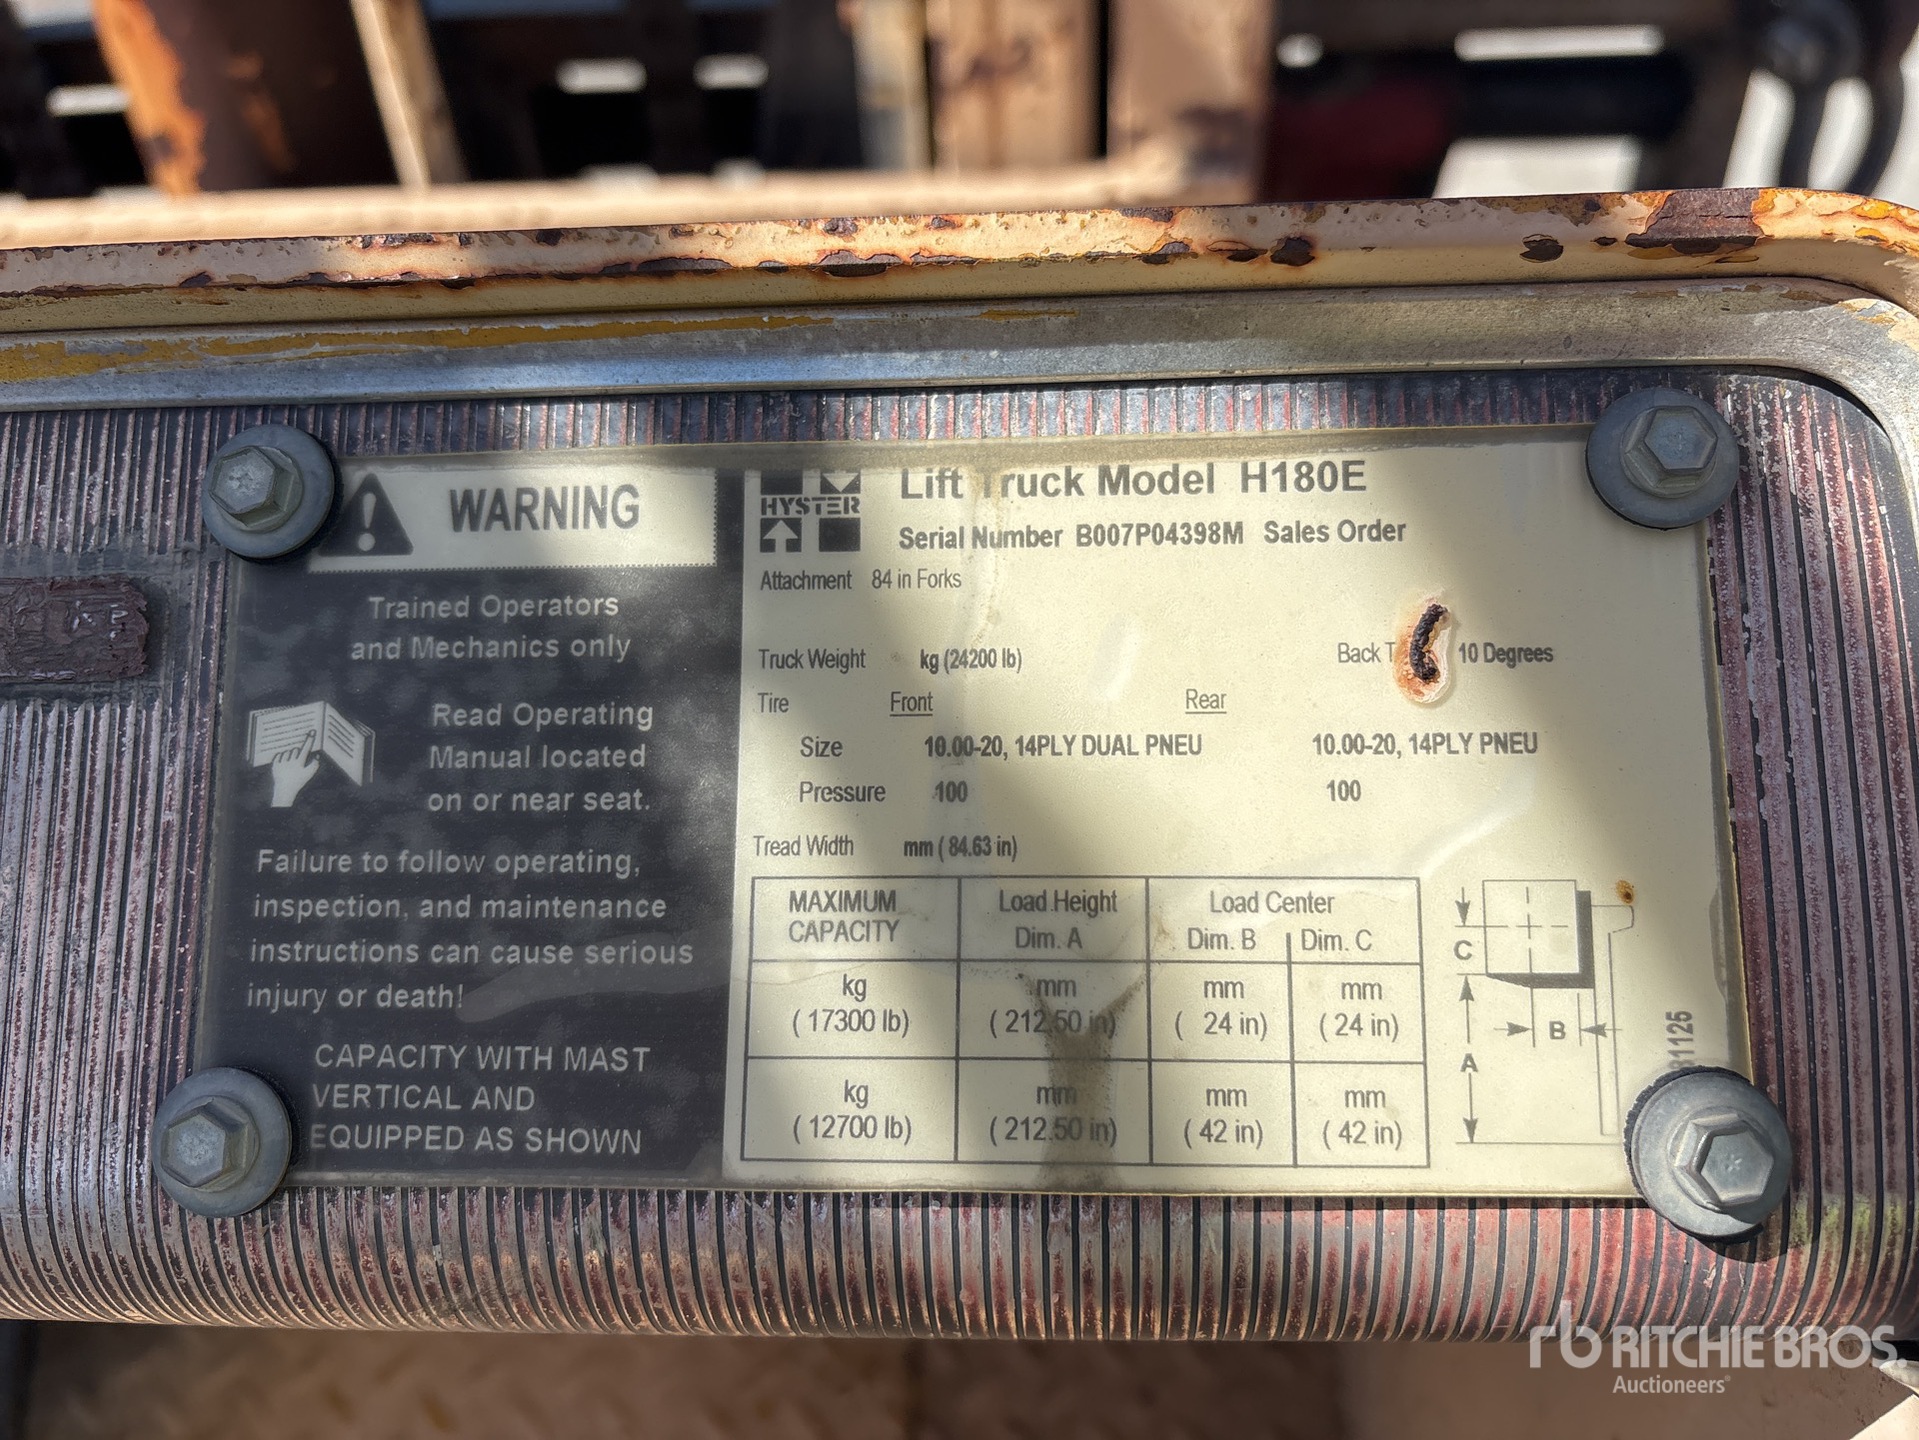 WARNING
Trained Operators
and Mechanics only
Read Operating
Manual located
on or near seat.
Failure to follow operating,
inspection, and maintenance
instructions can cause serious
injury or death!
CAPACITY WITH MAST
VERTICAL AND
EQUIPPED AS SHOWN
HYSTER
Lift Truck Model H180E
Serial Number B007P04398M Sales Order
Attachment 84 in Forks
Truck Weight kg (24200 lb) Back 10 Degrees
Tire Front Rear
Size 10.00-20, 14PLY DUAL PNEU 10.00-20, 14PLY PNEU
Pressure 100 100
Tread Width mm ( 84.63 in)
MAXIMUM Load Height Load Center
CAPACITY Dim. A Dim. B Dim. C
kg mm mm mm
( 17300 lb) ( 212.50 in) ( 24 in) ( 24 in)
kg mm mm mm
( 12700 lb) ( 212.50 in) ( 42 in) ( 42 in)
C
B
A
rb RITCHIE BROS.
Auctioneers